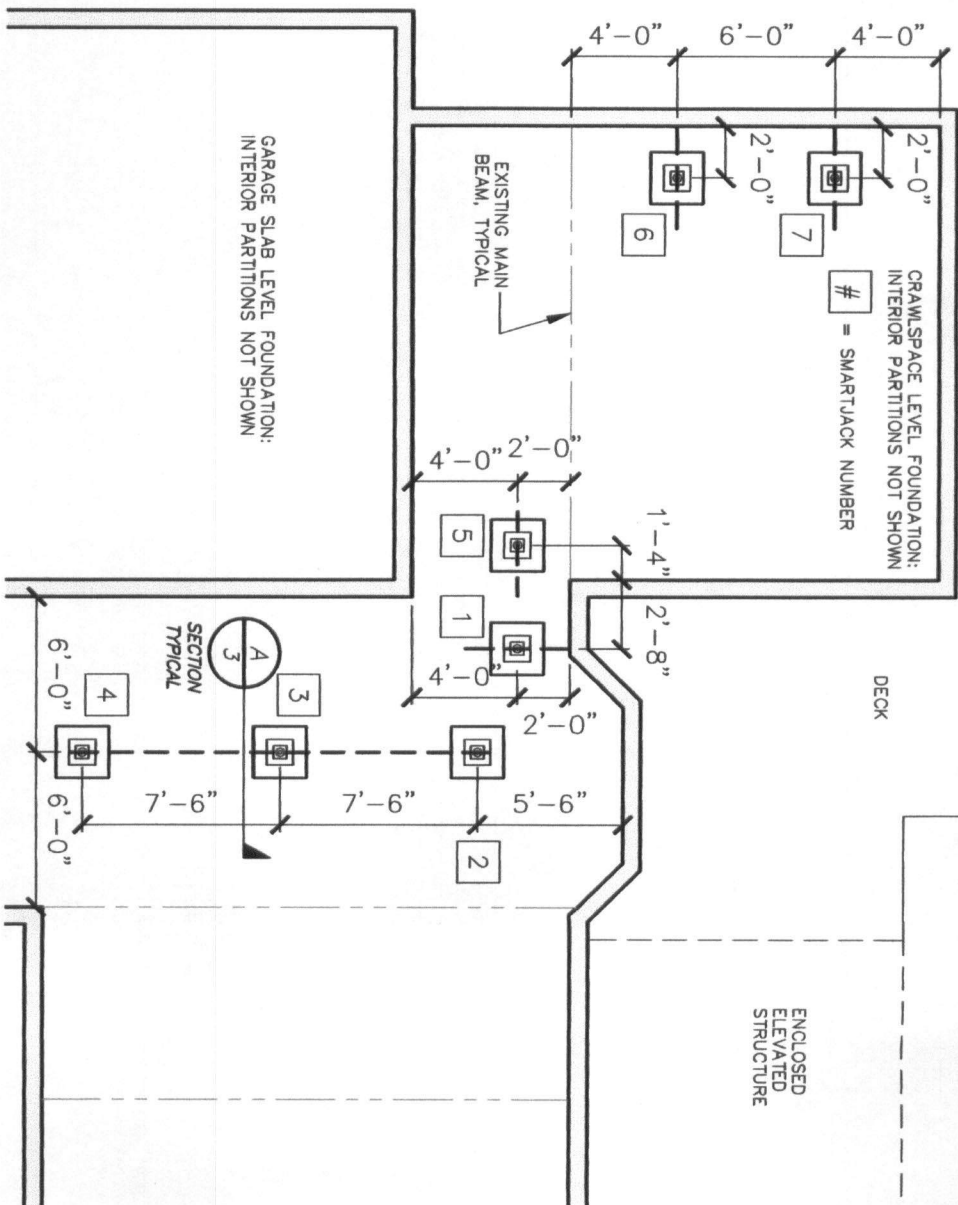 4'-0"
6'-0"
4'-0"
2'-0"
2'-0"
6
7
CRAWLSPACE LEVEL FOUNDATION:
INTERIOR PARTITIONS NOT SHOWN
# = SMARTJACK NUMBER
EXISTING MAIN
BEAM, TYPICAL
GARAGE SLAB LEVEL FOUNDATION:
INTERIOR PARTITIONS NOT SHOWN
4'-0"
2'-0"
1'-4"
2'-8"
5
1
4'-0"
2'-0"
DECK
A
3
SECTION
TYPICAL
6'-0"
6'-0"
4
3
2
7'-6"
7'-6"
5'-6"
ENCLOSED
ELEVATED
STRUCTURE